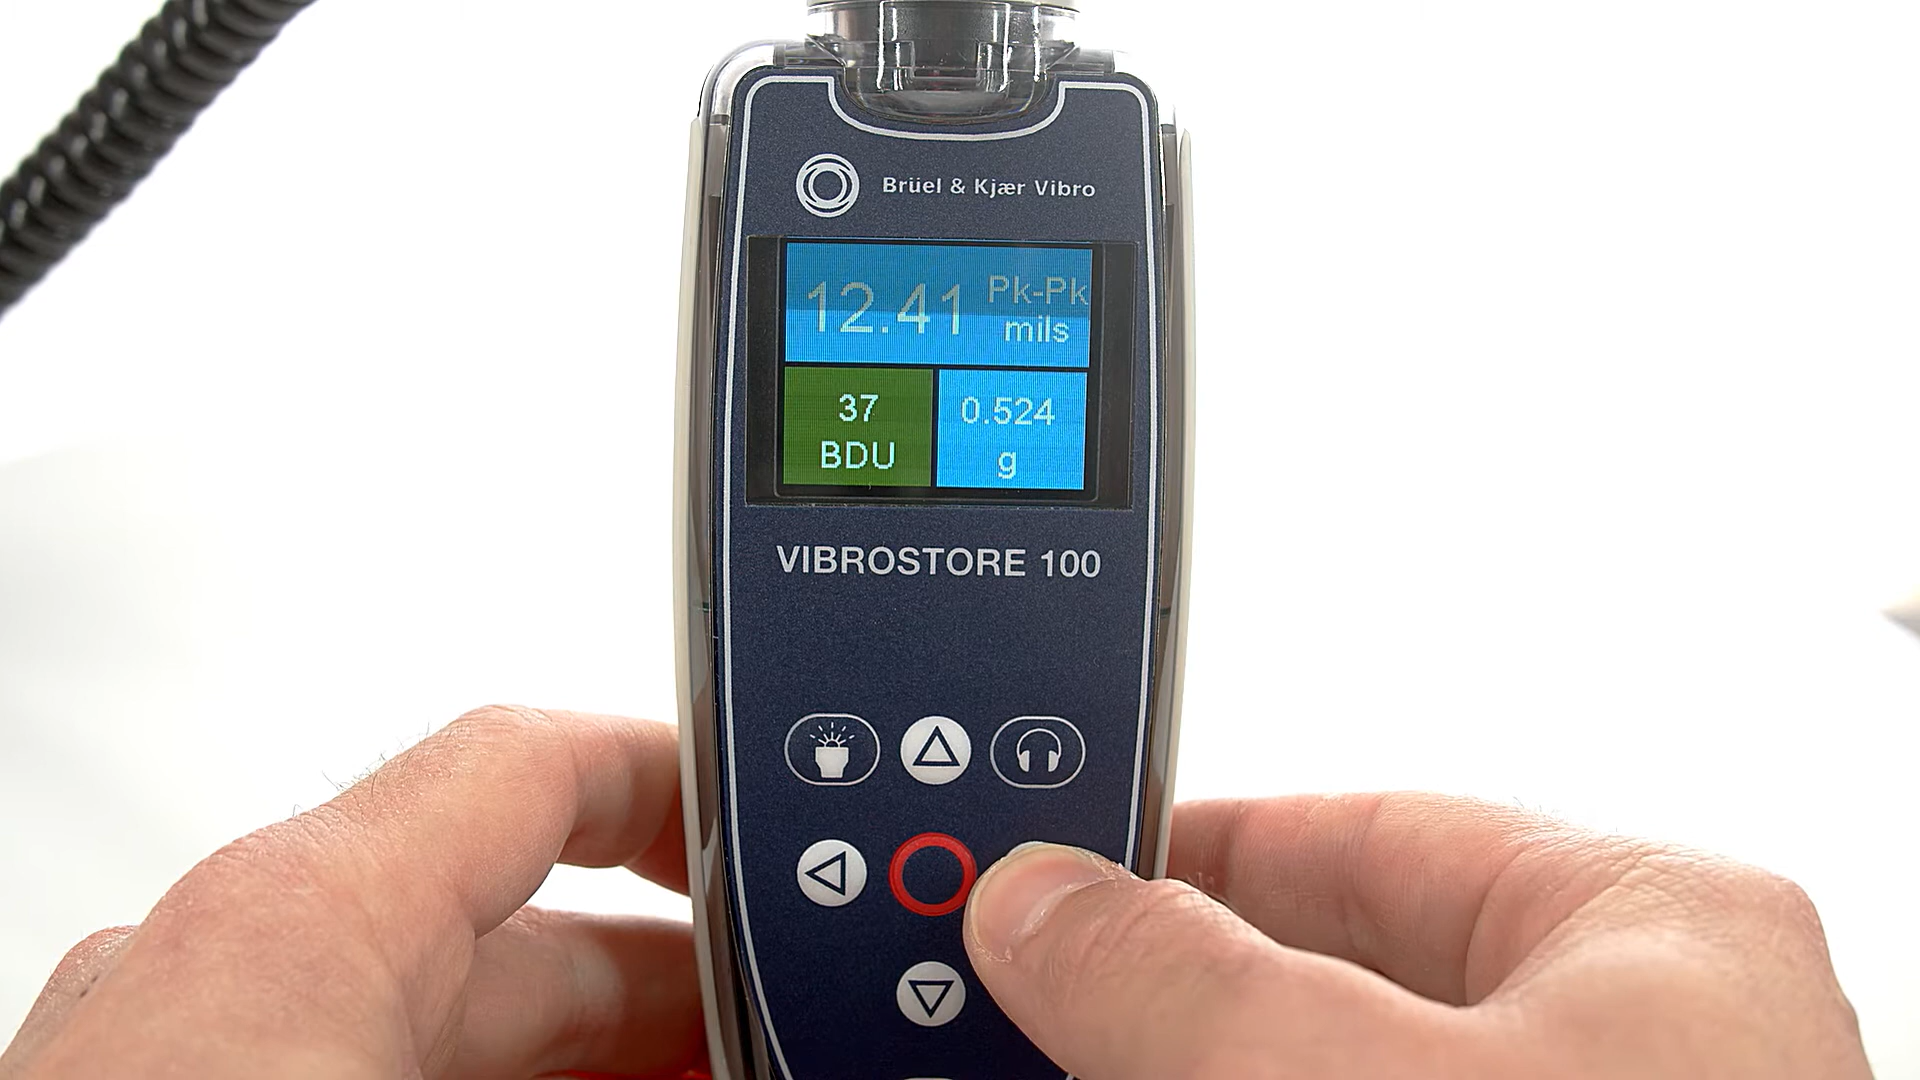 Brüel & Kjær Vibro
12.41 Pk-Pk
mils
37
BDU
0.524
g
VIBROSTORE 100